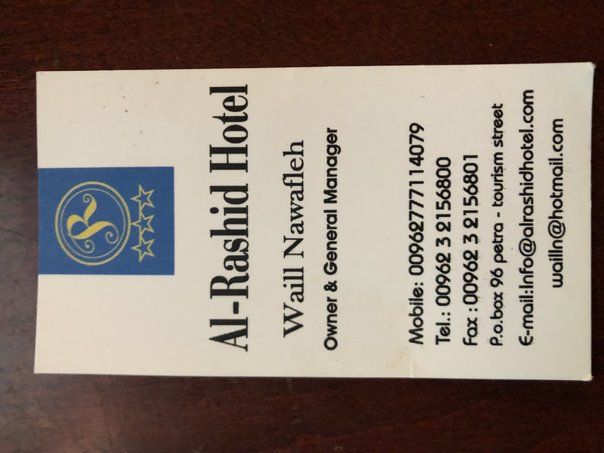 R
Al-Rashid Hotel
Waill Nawafleh
Owner & General Manager
Mobile: 00962777114079
Tel.: 00962 3 2156800
Fax : 00962 3 2156801
P.o.box 96 petra - tourism street
E-mail:Info@alrashidhotel.com
wailln@hotmail.com